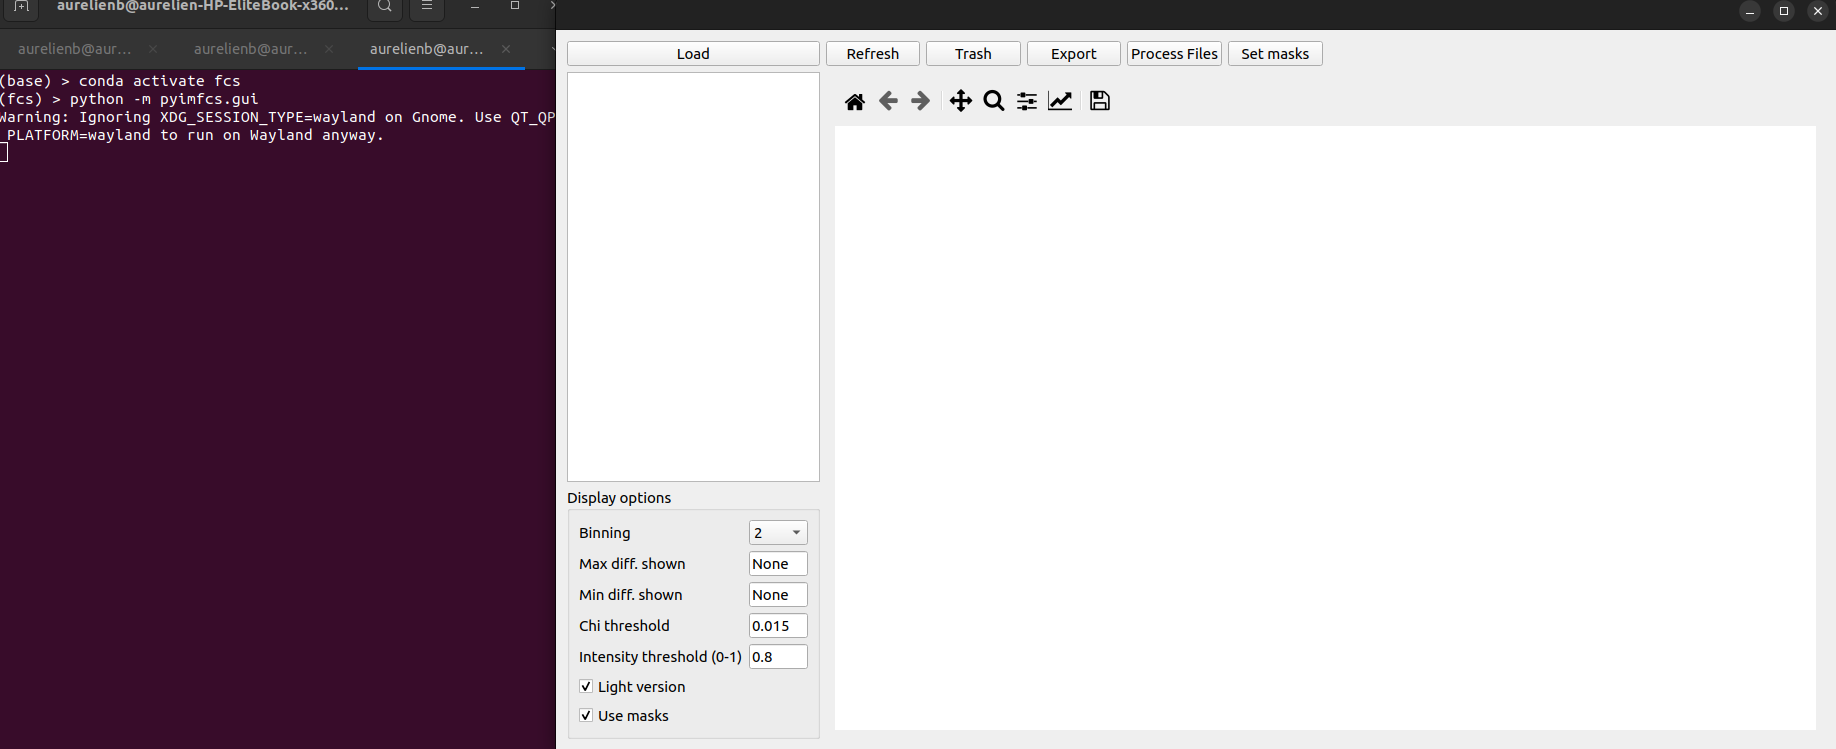 aurelienb@aurelien-HP-EliteBook-x360...
aurelienb@aur...
aurelienb@aur...
aurelienb@aur...
(base) > conda activate fcs
(fcs) > python -m pyimfcs.gui
Warning: Ignoring XDG_SESSION_TYPE=wayland on Gnome. Use QT_QP
_PLATFORM=wayland to run on Wayland anyway.
Load
Refresh
Trash
Export
Process Files
Set masks
Display options
Binning 2
Max diff. shown None
Min diff. shown None
Chi threshold 0.015
Intensity threshold (0-1) 0.8
Light version
Use masks